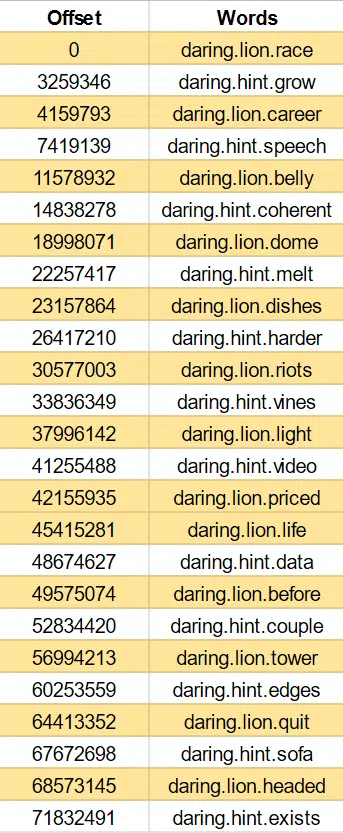 Offset Words
0 daring.lion.race
3259346 daring.hint.grow
4159793 daring.lion.career
7419139 daring.hint.speech
11578932 daring.lion.belly
14838278 daring.hint.coherent
18998071 daring.lion.dome
22257417 daring.hint.melt
23157864 daring.lion.dishes
26417210 daring.hint.harder
30577003 daring.lion.riots
33836349 daring.hint.vines
37996142 daring.lion.light
41255488 daring.hint.video
42155935 daring.lion.priced
45415281 daring.lion.life
48674627 daring.hint.data
49575074 daring.lion.before
52834420 daring.hint.couple
56994213 daring.lion.tower
60253559 daring.hint.edges
64413352 daring.lion.quit
67672698 daring.hint.sofa
68573145 daring.lion.headed
71832491 daring.hint.exists